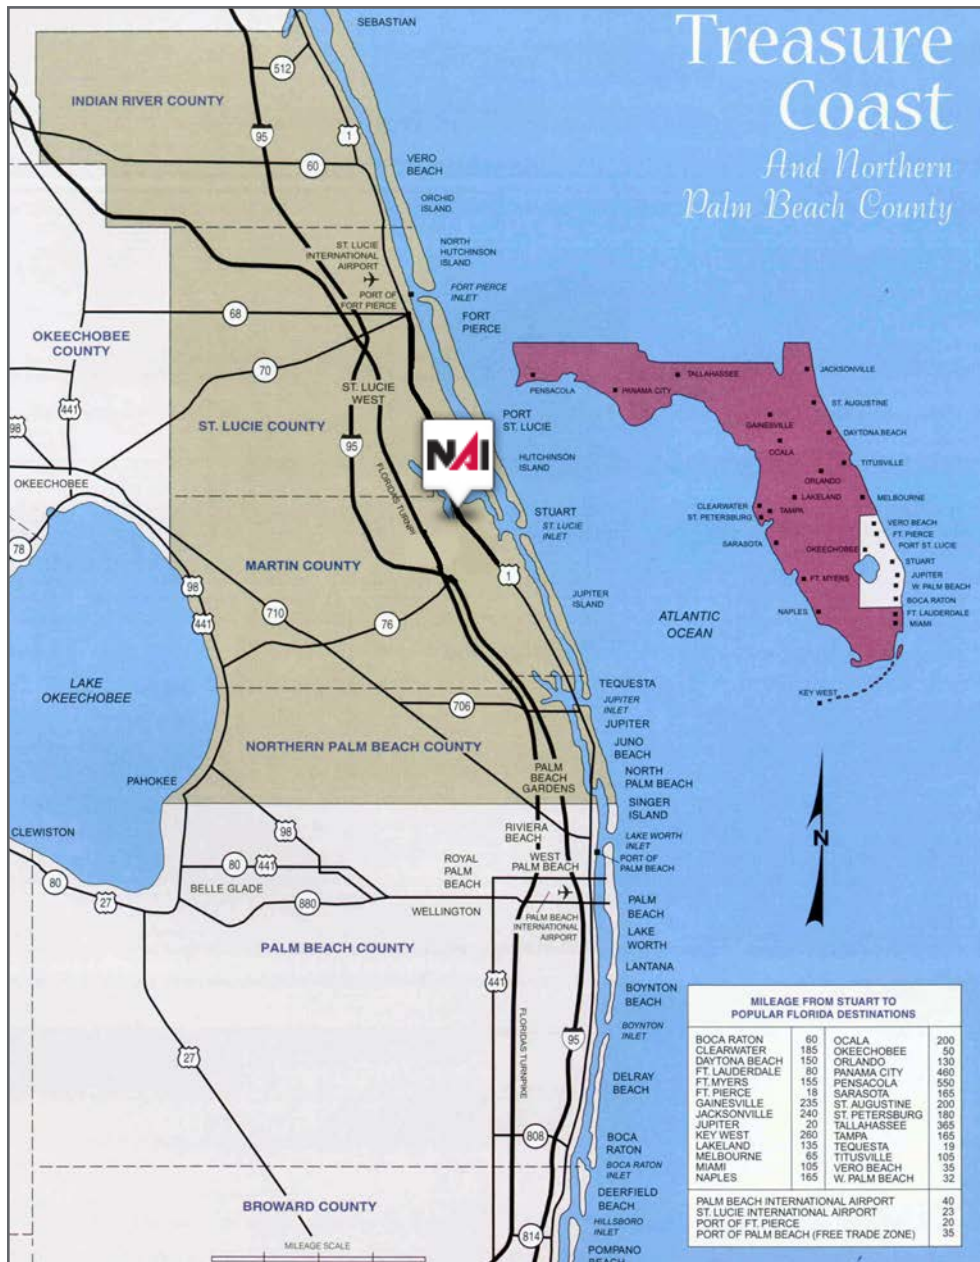 Treasure
Coast
And Northern
Palm Beach County
SEBASTIAN
512
INDIAN RIVER COUNTY
95
1
60
VERO
BEACH
ORCHID
ISLAND
ST. LUCIE
INTERNATIONAL
AIRPORT
NORTH
HUTCHINSON
ISLAND
PORT OF
FORT PIERCE
FORT PIERCE
INLET
68
FORT
PIERCE
OKEECHOBEE
COUNTY
70
ST. LUCIE
WEST
441
98
ST. LUCIE COUNTY
95
PORT
ST. LUCIE
NAI
HUTCHINSON
ISLAND
OKEECHOBEE
FLORIDAS TURNPI
STUART
ST. LUCIE
INLET
78
MARTIN COUNTY
98
1
441
710
76
JUPITER
ISLAND
ATLANTIC
OCEAN
LAKE
OKEECHOBEE
TEQUESTA
706
JUPITER
INLET
JUPITER
NORTHERN PALM BEACH COUNTY
JUNO
BEACH
PAHOKEE
PALM
BEACH
GARDENS
NORTH
PALM BEACH
SINGER
ISLAND
CLEWISTON
98
RIVIERA
BEACH
LAKE WORTH
INLET
80
441
ROYAL
PALM
BEACH
WEST
PALM BEACH
PORT OF
PALM BEACH
80
27
BELLE GLADE
880
WELLINGTON
PALM BEACH
INTERNATIONAL
AIRPORT
PALM
BEACH
PALM BEACH COUNTY
LAKE
WORTH
441
LANTANA
BOYNTON
BEACH
FLORIDAS TURNPIKE
95
BOYNTON
INLET
27
DELRAY
BEACH
808
BOCA
RATON
BOCA RATON
INLET
BROWARD COUNTY
DEERFIELD
BEACH
814
HILLSBORO
INLET
MILEAGE SCALE
POMPANO
BEACH
PENSACOLA
PANAMA CITY
TALLAHASSEE
JACKSONVILLE
ST. AUGUSTINE
GAINESVILLE
DAYTONA BEACH
OCALA
TITUSVILLE
ORLANDO
LAKELAND
MELBOURNE
CLEARWATER
TAMPA
ST. PETERSBURG
VERO BEACH
FT. PIERCE
SARASOTA
PORT ST. LUCIE
OKEECHOBEE
STUART
FT. MYERS
JUPITER
W. PALM BEACH
BOCA RATON
NAPLES
FT. LAUDERDALE
MIAMI
KEY WEST
N
MILEAGE FROM STUART TO
POPULAR FLORIDA DESTINATIONS
BOCA RATON 60 OCALA 200
CLEARWATER 185 OKEECHOBEE 50
DAYTONA BEACH 150 ORLANDO 130
FT. LAUDERDALE 80 PANAMA CITY 460
FT.MYERS 155 PENSACOLA 550
FT. PIERCE 18 SARASOTA 165
GAINESVILLE 235 ST. AUGUSTINE 200
JACKSONVILLE 240 ST. PETERSBURG 180
JUPITER 20 TALLAHASSEE 365
KEY WEST 260 TAMPA 165
LAKELAND 135 TEQUESTA 19
MELBOURNE 65 TITUSVILLE 105
MIAMI 105 VERO BEACH 35
NAPLES 165 W. PALM BEACH 32
PALM BEACH INTERNATIONAL AIRPORT 40
ST. LUCIE INTERNATIONAL AIRPORT 23
PORT OF FT. PIERCE 20
PORT OF PALM BEACH (FREE TRADE ZONE) 35